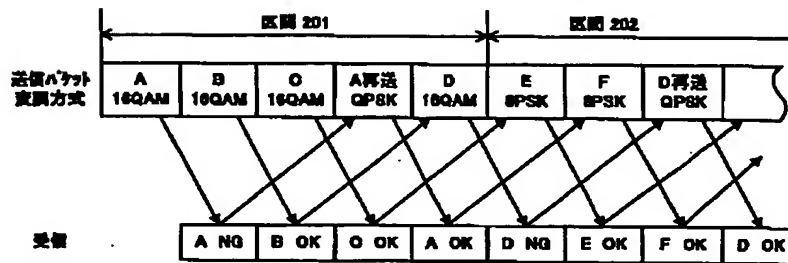 区間 201
区間 202
送信パケット
変調方式
A
16QAM
B
16QAM
C
16QAM
A再送
QPSK
D
16QAM
E
8PSK
F
8PSK
D再送
QPSK
受信
A NG
B OK
C OK
A OK
D NG
E OK
F OK
D OK